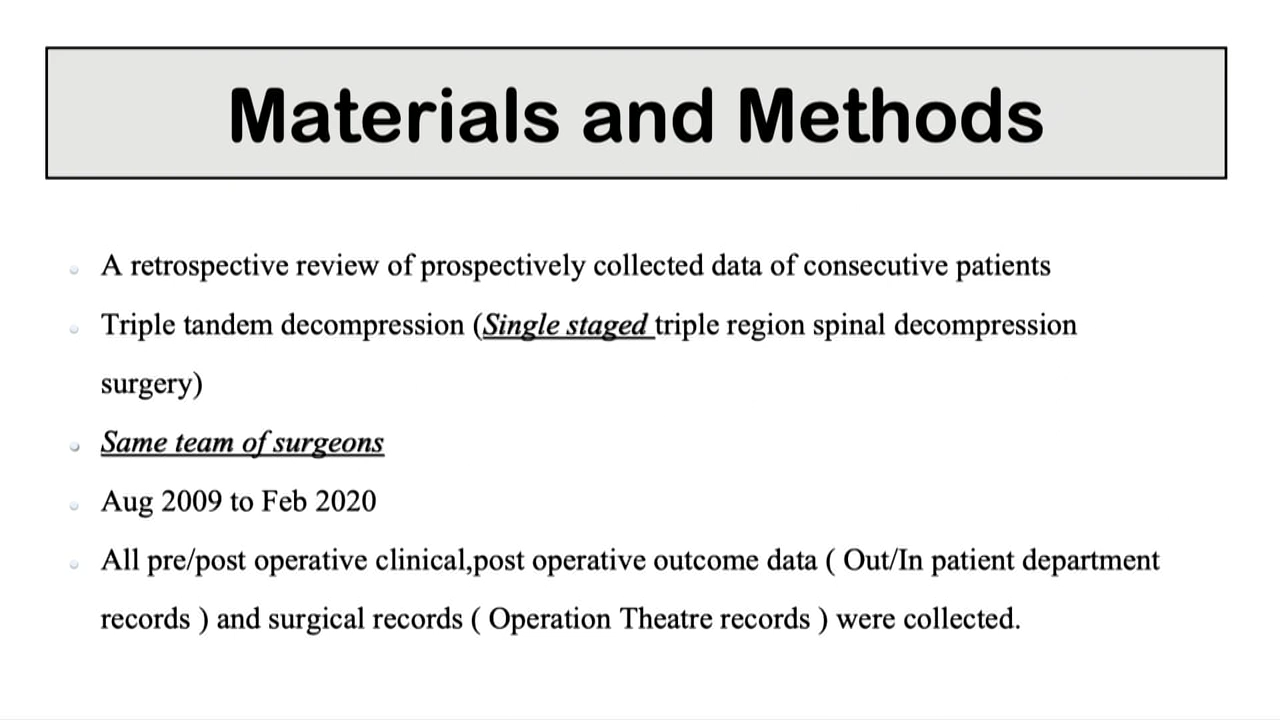 Materials and Methods
A retrospective review of prospectively collected data of consecutive patients
Triple tandem decompression (Single staged triple region spinal decompression
surgery)
Same team of surgeons
Aug 2009 to Feb 2020
All pre/post operative clinical,post operative outcome data ( Out/In patient department
records ) and surgical records ( Operation Theatre records ) were collected.